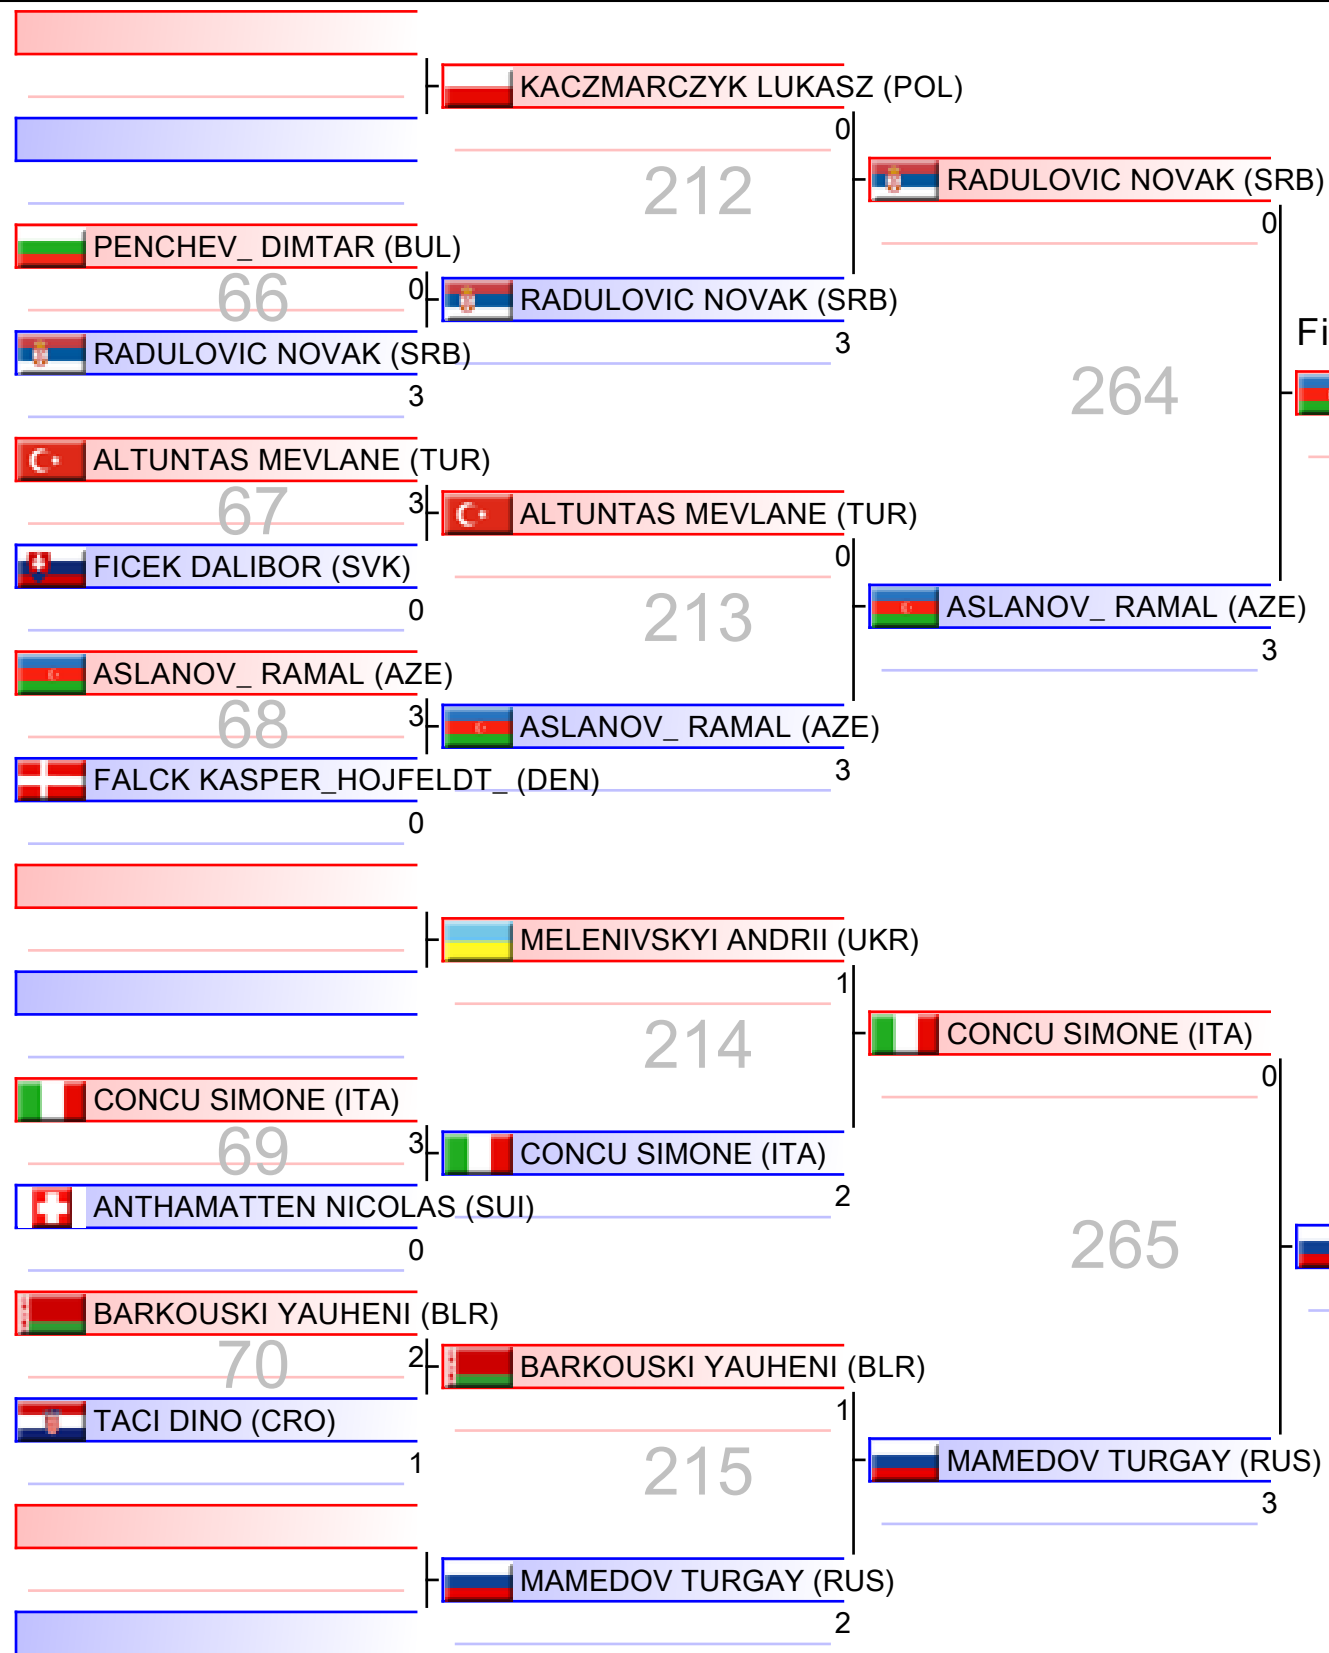 KACZMARCZYK LUKASZ (POL)
0
212
RADULOVIC NOVAK (SRB)
0
PENCHEV_ DIMTAR (BUL)
66
0
RADULOVIC NOVAK (SRB)
3
RADULOVIC NOVAK (SRB)
3
Fi
264
ALTUNTAS MEVLANE (TUR)
67
3
ALTUNTAS MEVLANE (TUR)
0
FICEK DALIBOR (SVK)
0
213
ASLANOV_ RAMAL (AZE)
3
ASLANOV_ RAMAL (AZE)
68
3
ASLANOV_ RAMAL (AZE)
3
FALCK KASPER_HOJFELDT_ (DEN)
0
MELENIVSKYI ANDRII (UKR)
1
214
CONCU SIMONE (ITA)
0
CONCU SIMONE (ITA)
69
3
CONCU SIMONE (ITA)
2
ANTHAMATTEN NICOLAS (SUI)
0
265
BARKOUSKI YAUHENI (BLR)
70
2
BARKOUSKI YAUHENI (BLR)
1
TACI DINO (CRO)
1
215
MAMEDOV TURGAY (RUS)
3
MAMEDOV TURGAY (RUS)
2